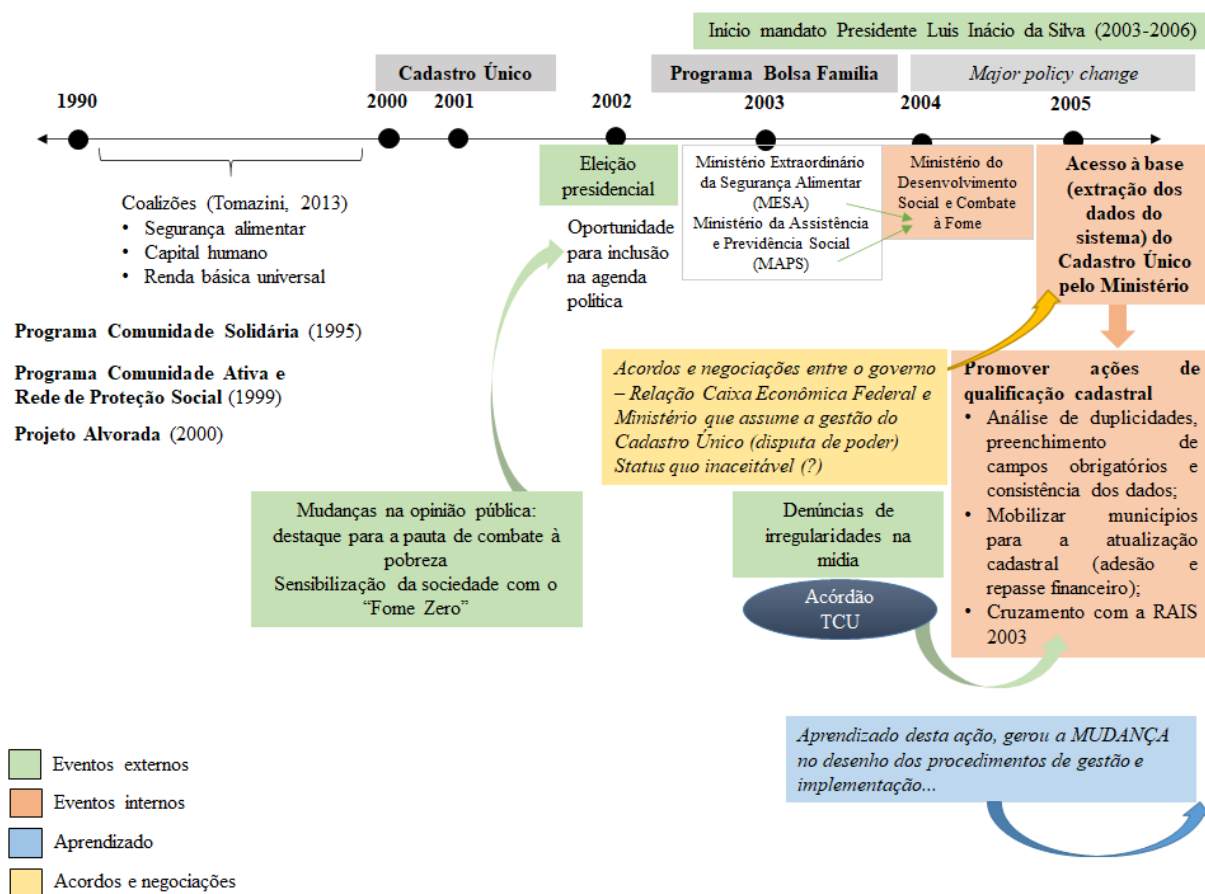 Início mandato Presidente Luis Inácio da Silva (2003-2006)
Cadastro Único
Programa Bolsa Família
Major policy change
1990
2000
2001
2002
2003
2004
2005
Coalizões (Tomazini, 2013)
• Segurança alimentar
• Capital humano
• Renda básica universal
Programa Comunidade Solidária (1995)
Programa Comunidade Ativa e
Rede de Proteção Social (1999)
Projeto Alvorada (2000)
Eleição
presidencial
Oportunidade
para inclusão
na agenda
política
Ministério Extraordinário
da Segurança Alimentar
(MESA)
Ministério da Assistência
e Previdência Social
(MAPS)
Ministério do
Desenvolvimento
Social e Combate
à Fome
Acesso à base
(extração dos
dados do
sistema) do
Cadastro Único
pelo Ministério
Acordos e negociações entre o governo
– Relação Caixa Econômica Federal e
Ministério que assume a gestão do
Cadastro Único (disputa de poder)
Status quo inaceitável (?)
Promover ações de
qualificação cadastral
• Análise de duplicidades,
preenchimento de
campos obrigatórios e
consistência dos dados;
• Mobilizar municípios
para a atualização
cadastral (adesão e
repasse financeiro);
• Cruzamento com a RAIS
2003
Mudanças na opinião pública:
destaque para a pauta de combate à
pobreza
Sensibilização da sociedade com o
“Fome Zero”
Denúncias de
irregularidades na
mídia
Acórdão
TCU
Aprendizado desta ação, gerou a MUDANÇA
no desenho dos procedimentos de gestão e
implementação...
Eventos externos
Eventos internos
Aprendizado
Acordos e negociações